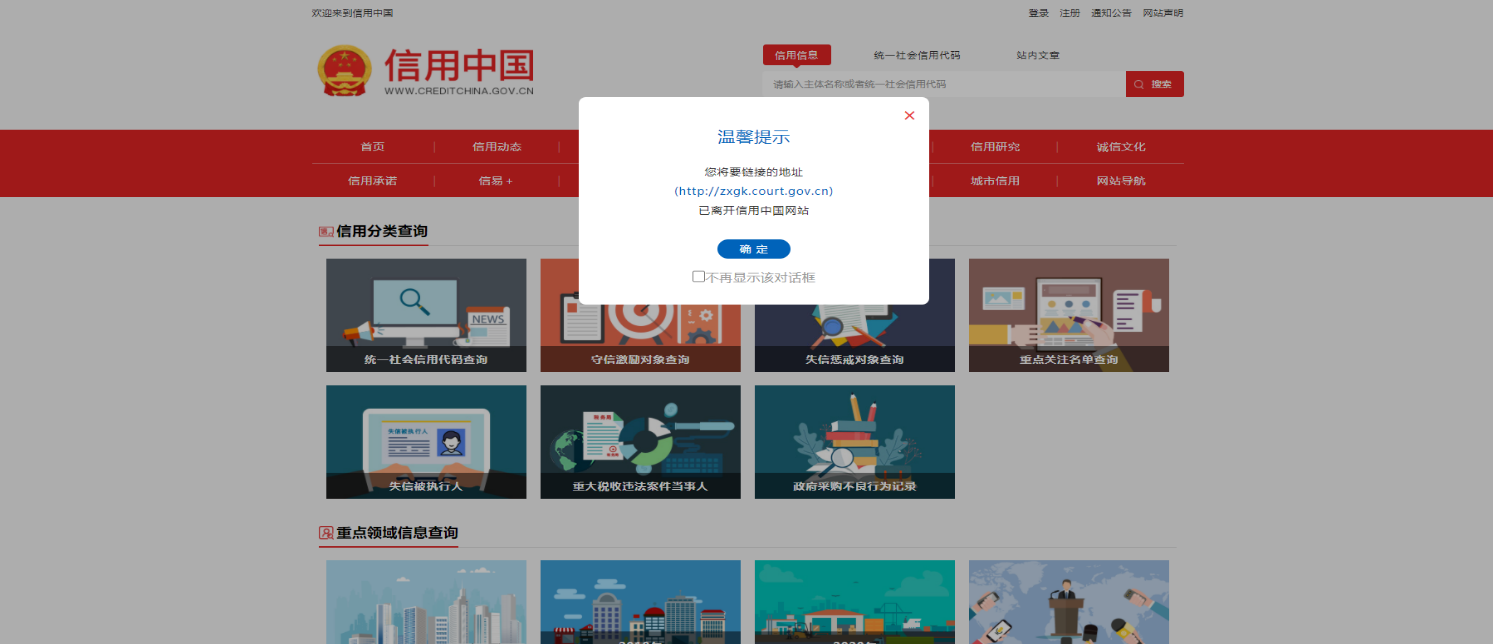 欢迎来到信用中国
登录 注册 通知公告 网站声明
信用中国
WWW.CREDITCHINA.GOV.CN
信用信息 统一社会信用代码 站内文章
请输入主体名称或者统一社会信用代码
搜索
首页 信用动态 信用研究 诚信文化
信用承诺 信易+ 城市信用 网站导航
温馨提示
您将要链接的地址
(http://zxgk.court.gov.cn)
已离开信用中国网站
确 定
不再显示该对话框
信用分类查询
NEWS
统一社会信用代码查询
守信激励对象查询
失信惩戒对象查询
重点关注名单查询
失信被执行人
失信被执行人
重大税收违法案件当事人
政府采购不良行为记录
重点领域信息查询